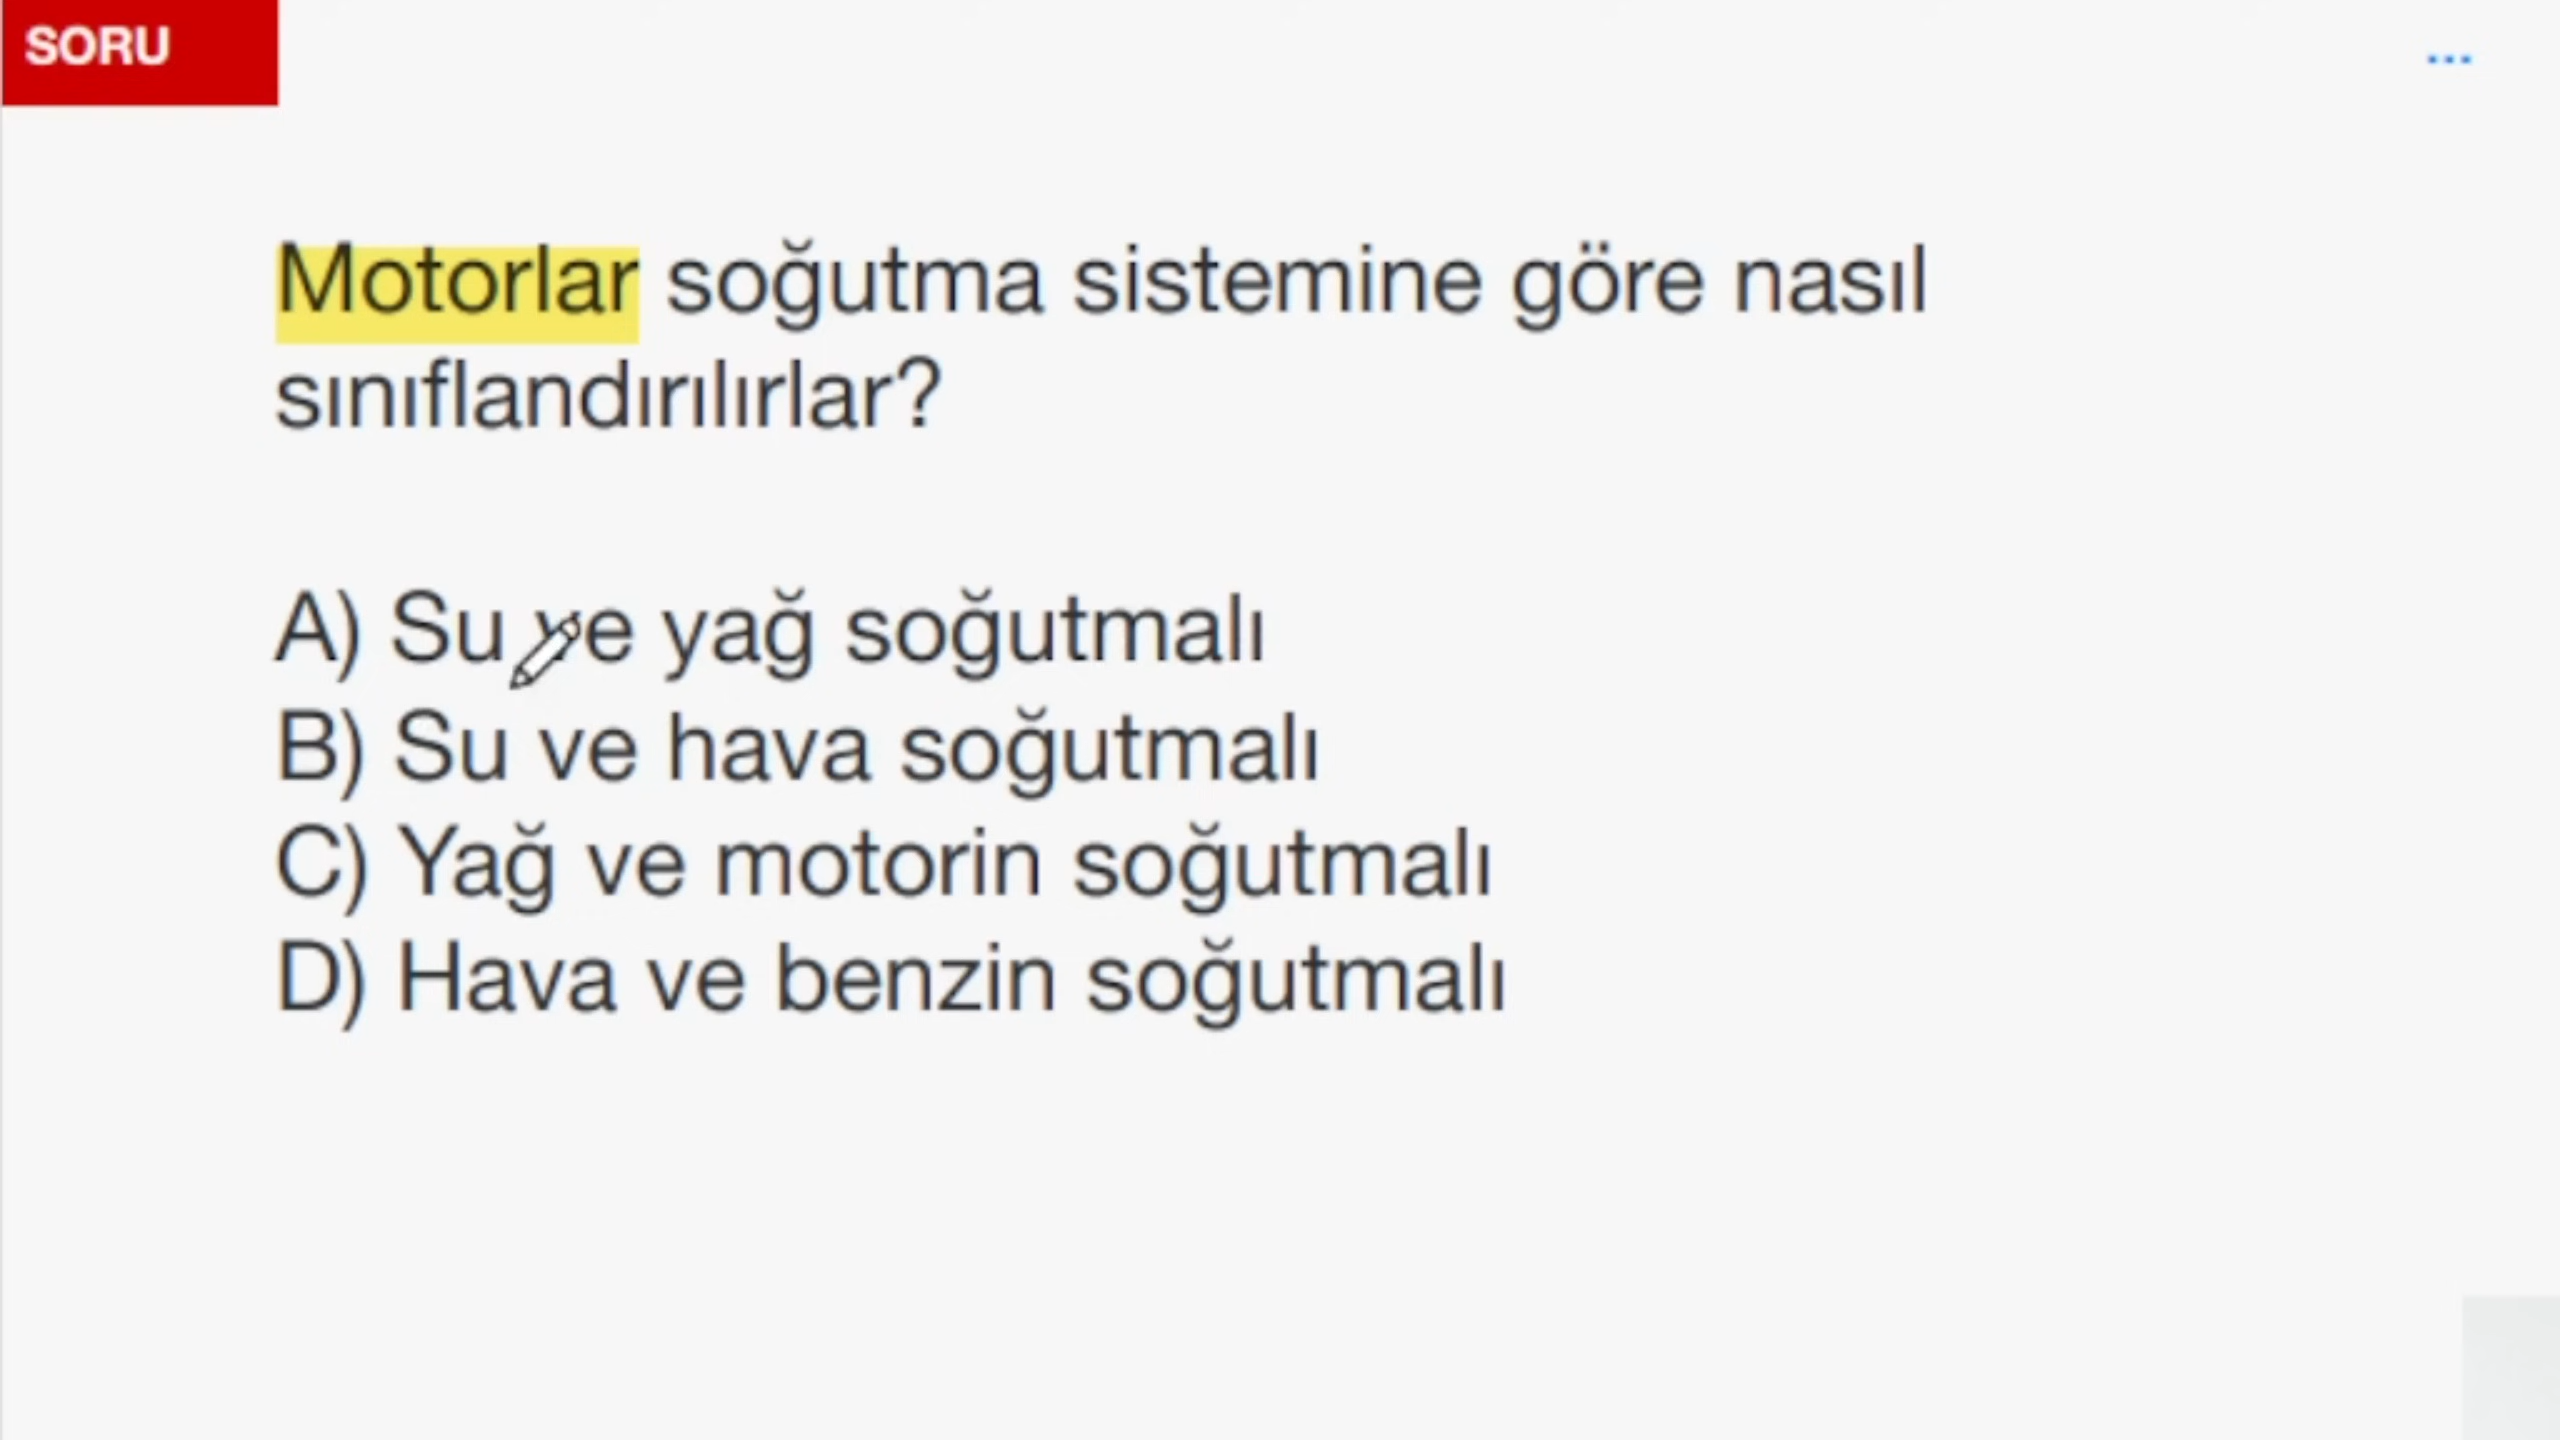 SORU
Motorlar soğutma sistemine göre nasıl
sınıflandırılırlar?
A) Su ve yağ soğutmalı
B) Su ve hava soğutmalı
C) Yağ ve motorin soğutmalı
D) Hava ve benzin soğutmalı